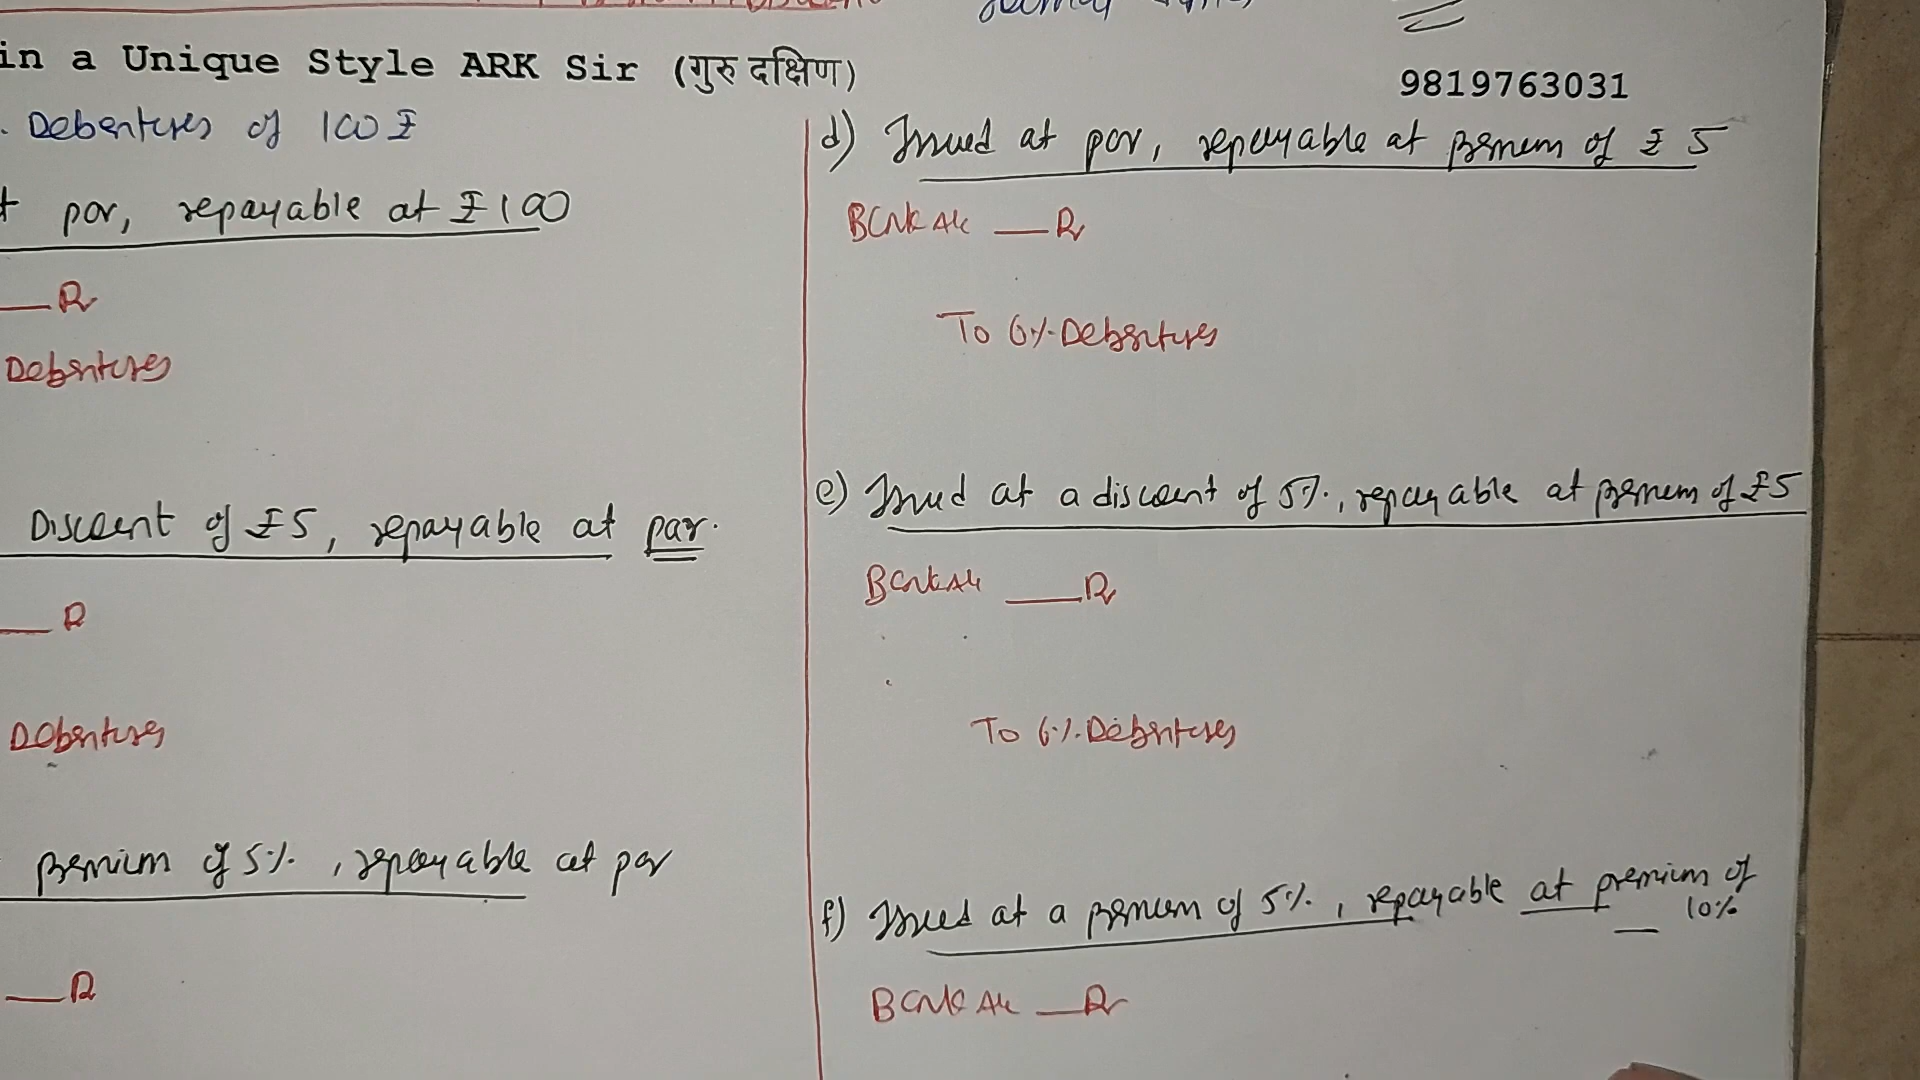 in a Unique Style ARK Sir (गुरु दक्षिण)
9819763031
. Debentures of 100 ₹
t par, repayable at ₹100
Dr
Debentures
Discount of ₹5, repayable at par.
Dr
Debentures
premium of 5%, repayable at par
Dr
d) Issued at par, repayable at premium of ₹ 5
Bank A/c Dr
To 6% Debentures
e) Issued at a discount of 5%, repayable at premium of ₹5
Bank A/c Dr
To 6% Debentures
f) Issued at a premium of 5%, repayable at premium of
10%
Bank A/c Dr